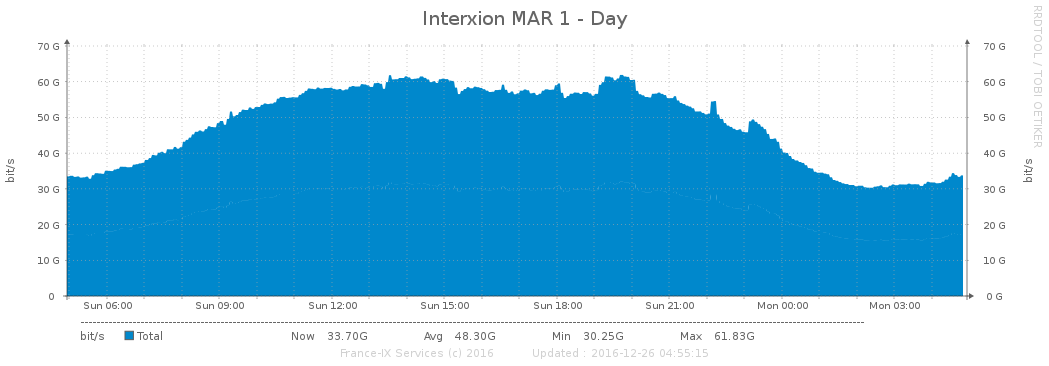 Interxion MAR 1 - Day
RRDTOOL / TOBI OETIKER
70 G 70 G
60 G 60 G
50 G 50 G
40 G 40 G
30 G 30 G
20 G 20 G
10 G 10 G
0 0 G
bit/s bit/s
Sun 06:00 Sun 09:00 Sun 12:00 Sun 15:00 Sun 18:00 Sun 21:00 Mon 00:00 Mon 03:00
bit/s Total Now 33.70G Avg 48.30G Min 30.25G Max 61.83G
France-IX Services (c) 2016 Updated : 2016-12-26 04:55:15